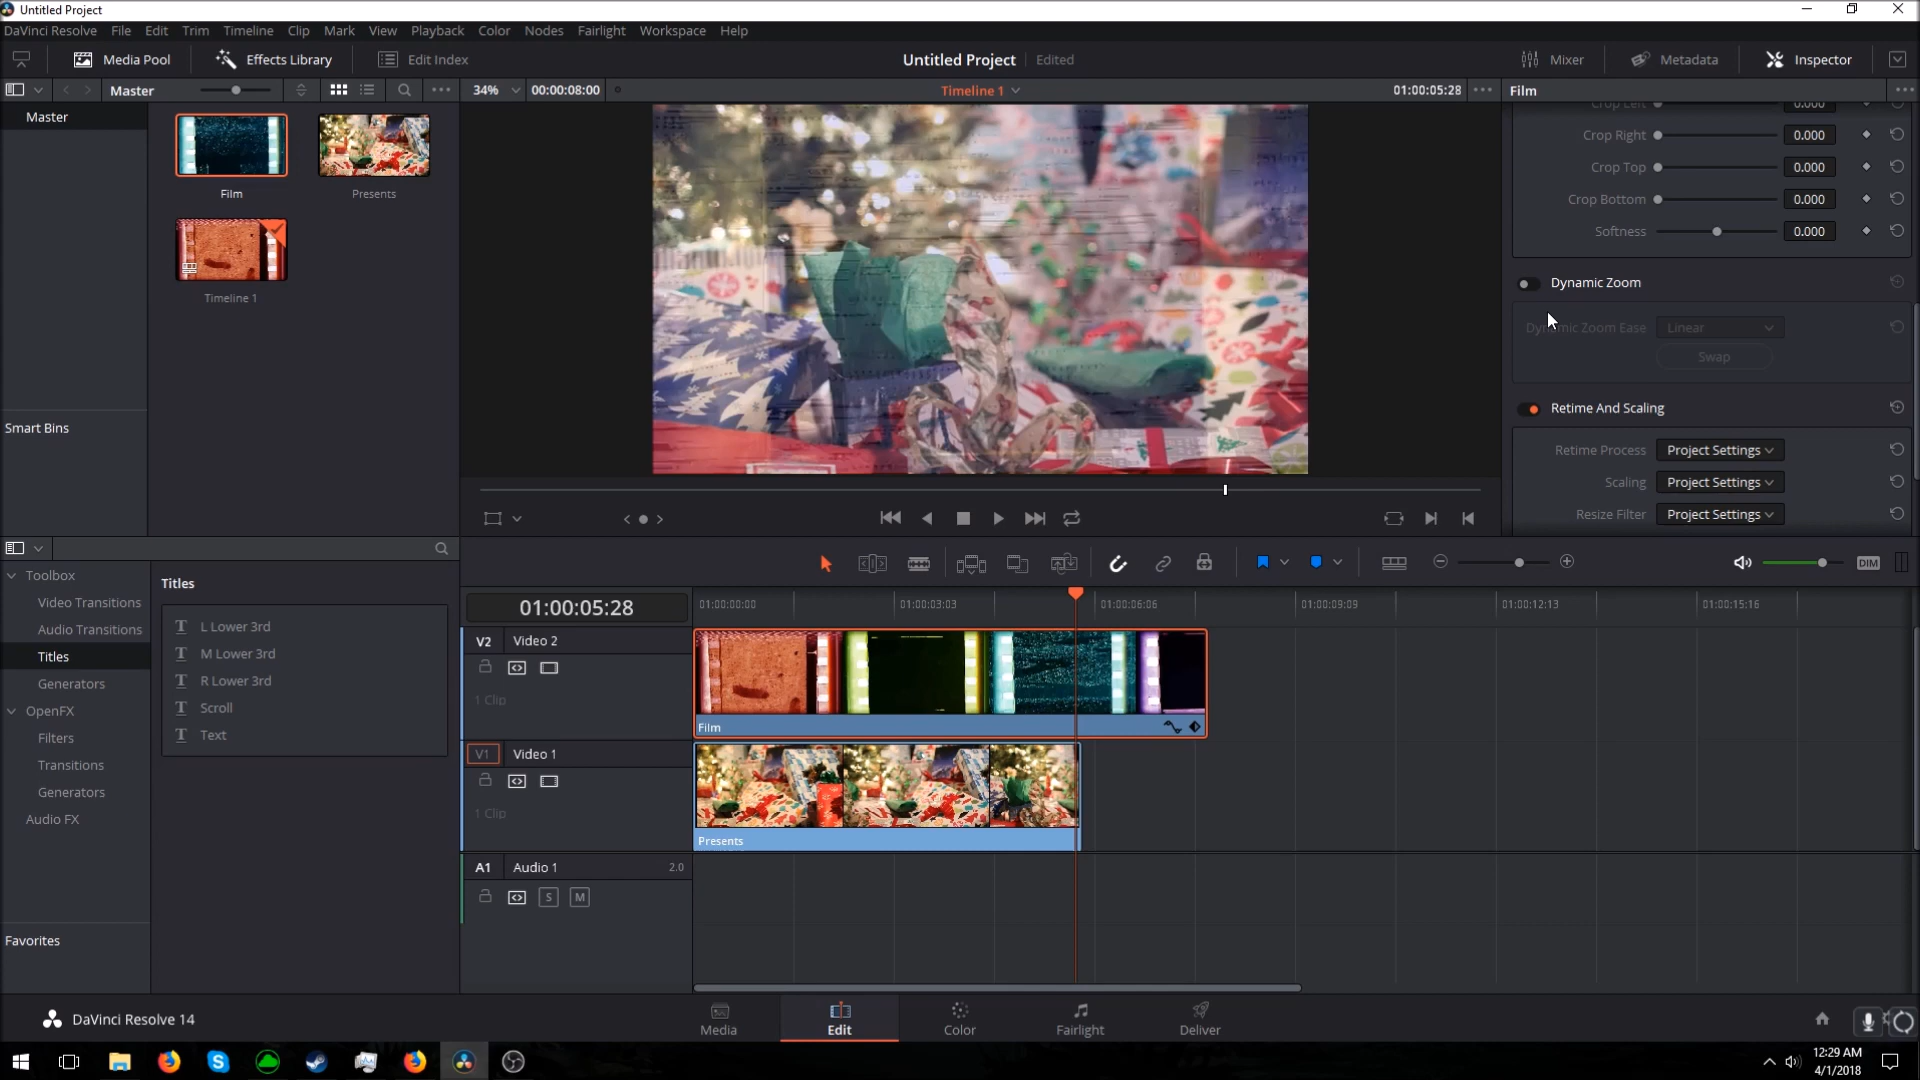 Untitled Project
DaVinci Resolve File Edit Trim Timeline Clip Mark View Playback Color Nodes Fairlight Workspace Help
Media Pool Effects Library Edit Index Untitled Project Edited Mixer Metadata Inspector
Master 34% 00:00:08:00 Timeline 1 01:00:05:28 Film
Master
Film Presents
Timeline 1
Smart Bins
Crop Left 0.000
Crop Right 0.000
Crop Top 0.000
Crop Bottom 0.000
Softness 0.000
Dynamic Zoom
Dynamic Zoom Ease Linear
Swap
Retime And Scaling
Retime Process Project Settings
Scaling Project Settings
Resize Filter Project Settings
DIM
Toolbox
Video Transitions
Audio Transitions
Titles
Generators
OpenFX
Filters
Transitions
Generators
Audio FX
Favorites
Titles
L Lower 3rd
M Lower 3rd
R Lower 3rd
Scroll
Text
01:00:05:28 01:00:00:00 01:00:03:03 01:00:06:06 01:00:09:09 01:00:12:13 01:00:15:16
V2 Video 2
1 Clip
Film
V1 Video 1
1 Clip
Presents
A1 Audio 1 2.0
S M
DaVinci Resolve 14 Media Edit Color Fairlight Deliver
12:29 AM
4/1/2018